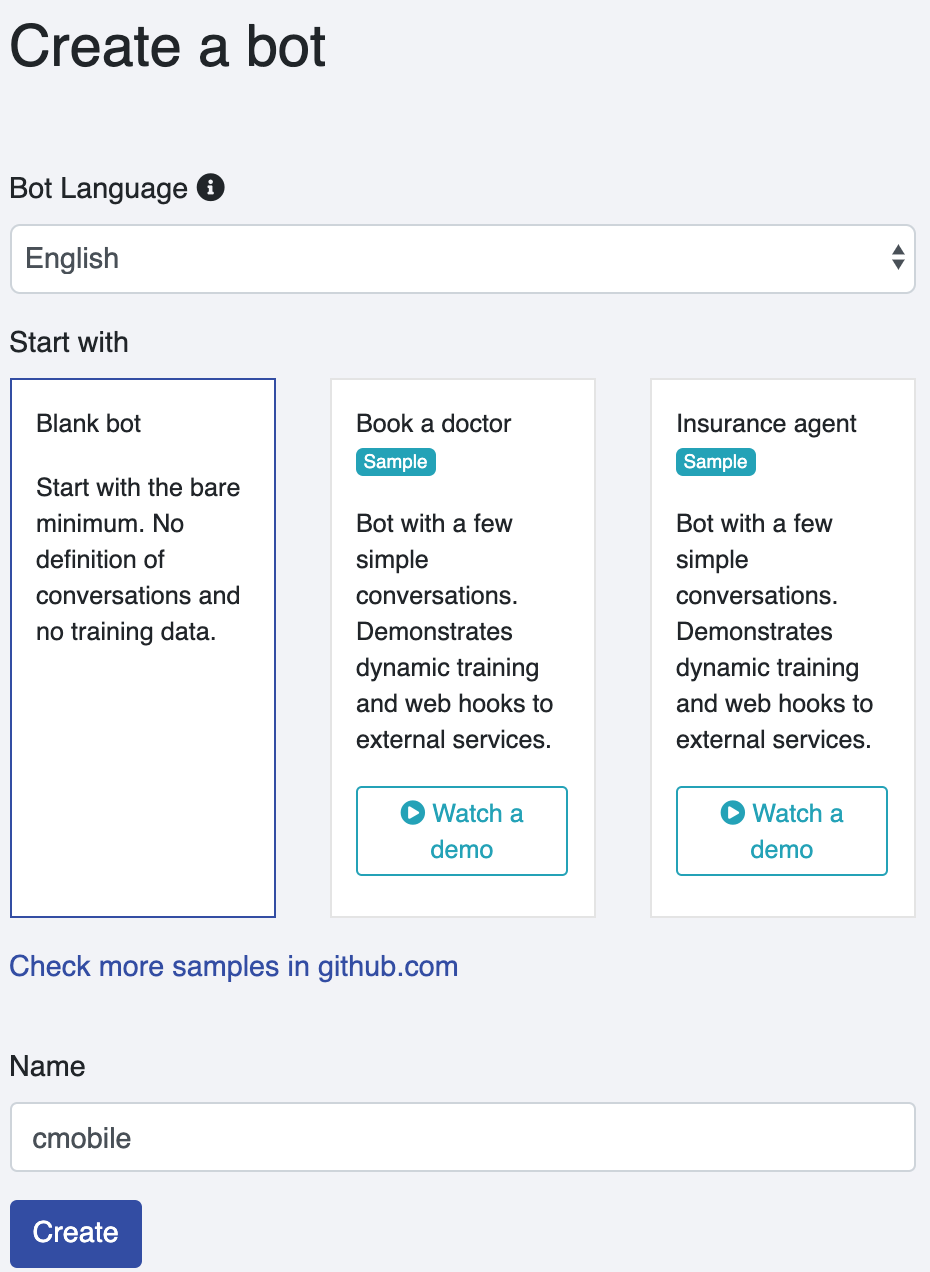 Create a bot
Bot Language
English
Start with
Blank bot
Start with the bare
minimum. No
definition of
conversations and
no training data.
Book a doctor
Sample
Bot with a few
simple
conversations.
Demonstrates
dynamic training
and web hooks to
external services.
Watch a
demo
Insurance agent
Sample
Bot with a few
simple
conversations.
Demonstrates
dynamic training
and web hooks to
external services.
Watch a
demo
Check more samples in github.com
Name
cmobile
Create